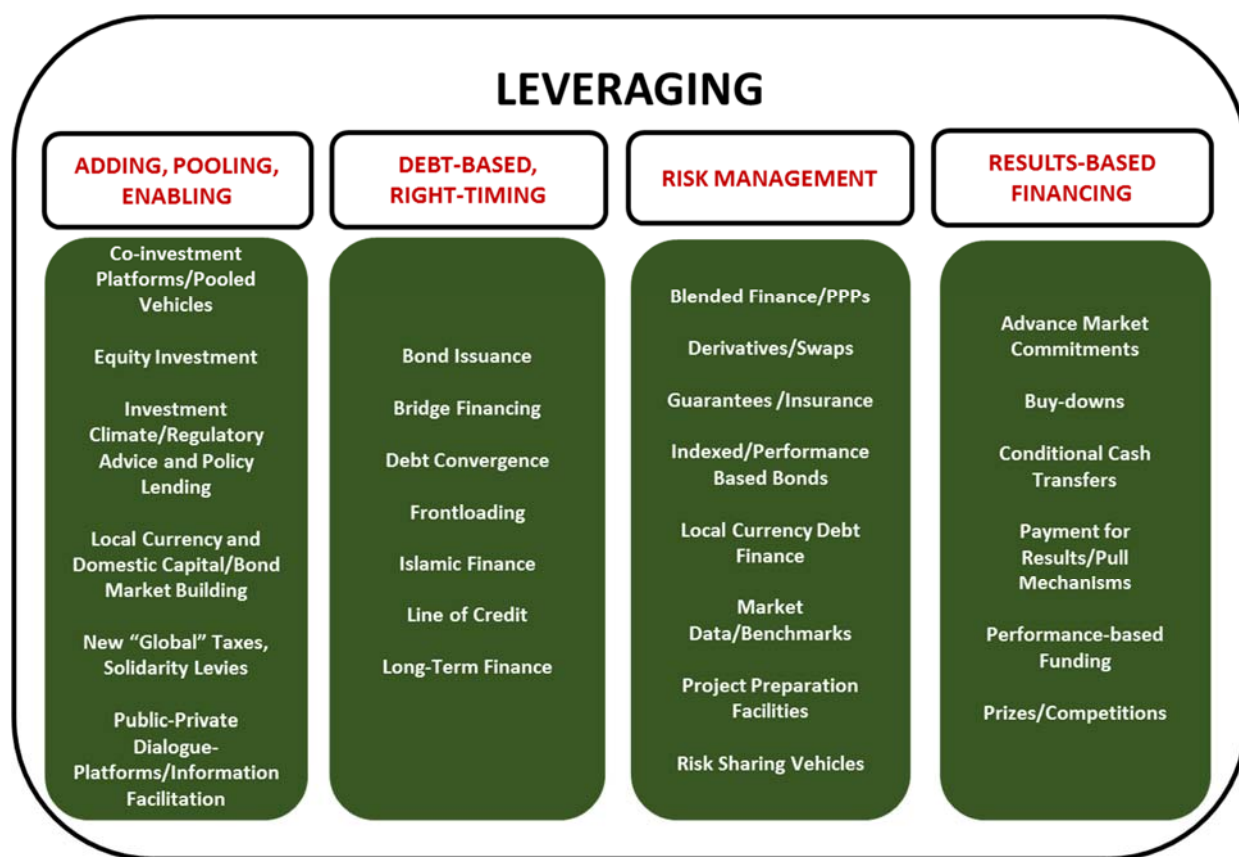 LEVERAGING
ADDING, POOLING,
ENABLING
Co-investment
Platforms/Pooled
Vehicles
Equity Investment
Investment
Climate/Regulatory
Advice and Policy
Lending
Local Currency and
Domestic Capital/Bond
Market Building
New “Global” Taxes,
Solidarity Levies
Public-Private
Dialogue-
Platforms/Information
Facilitation
DEBT-BASED,
RIGHT-TIMING
Bond Issuance
Bridge Financing
Debt Convergence
Frontloading
Islamic Finance
Line of Credit
Long-Term Finance
RISK MANAGEMENT
Blended Finance/PPPs
Derivatives/Swaps
Guarantees /Insurance
Indexed/Performance
Based Bonds
Local Currency Debt
Finance
Market
Data/Benchmarks
Project Preparation
Facilities
Risk Sharing Vehicles
RESULTS-BASED
FINANCING
Advance Market
Commitments
Buy-downs
Conditional Cash
Transfers
Payment for
Results/Pull
Mechanisms
Performance-based
Funding
Prizes/Competitions